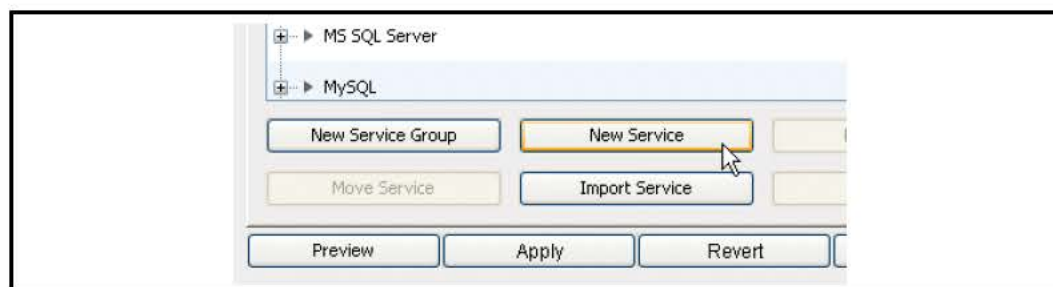 MS SQL Server
MySQL
New Service Group New Service
Move Service Import Service
Preview Apply Revert